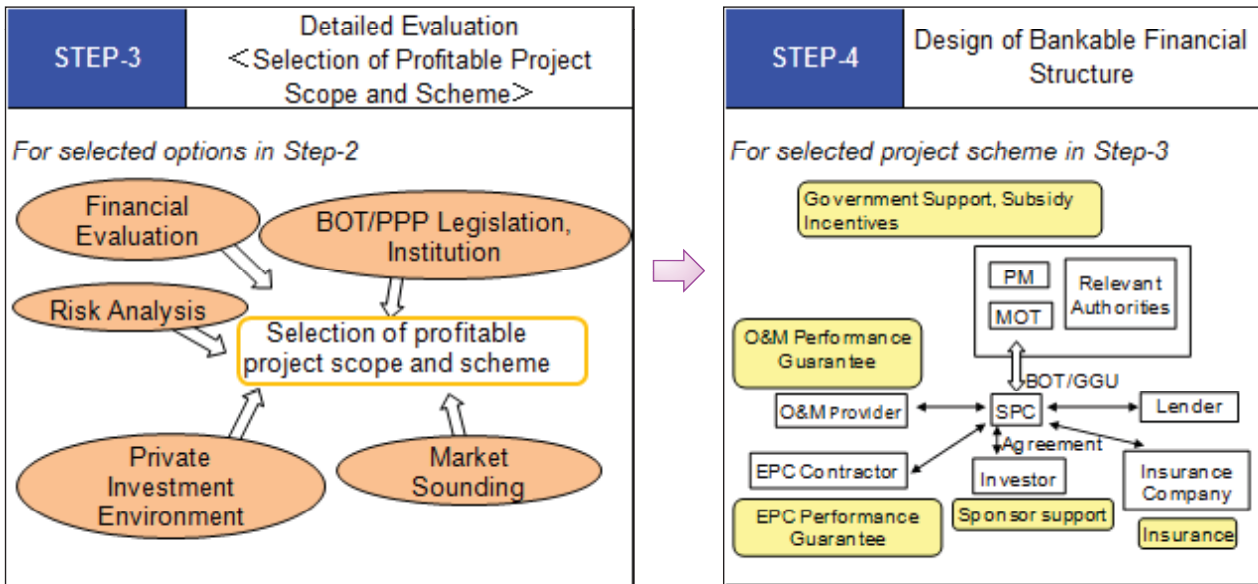 STEP-3
Detailed Evaluation
＜Selection of Profitable Project
Scope and Scheme＞
For selected options in Step-2
Financial
Evaluation
BOT/PPP Legislation,
Institution
Risk Analysis
Selection of profitable
project scope and scheme
Private
Investment
Environment
Market
Sounding
STEP-4
Design of Bankable Financial
Structure
For selected project scheme in Step-3
Government Support, Subsidy
Incentives
PM
MOT
Relevant
Authorities
O&M Performance
Guarantee
BOT/GGU
O&M Provider
SPC
Lender
Agreement
EPC Contractor
Investor
Insurance
Company
EPC Performance
Guarantee
Sponsor support
Insurance